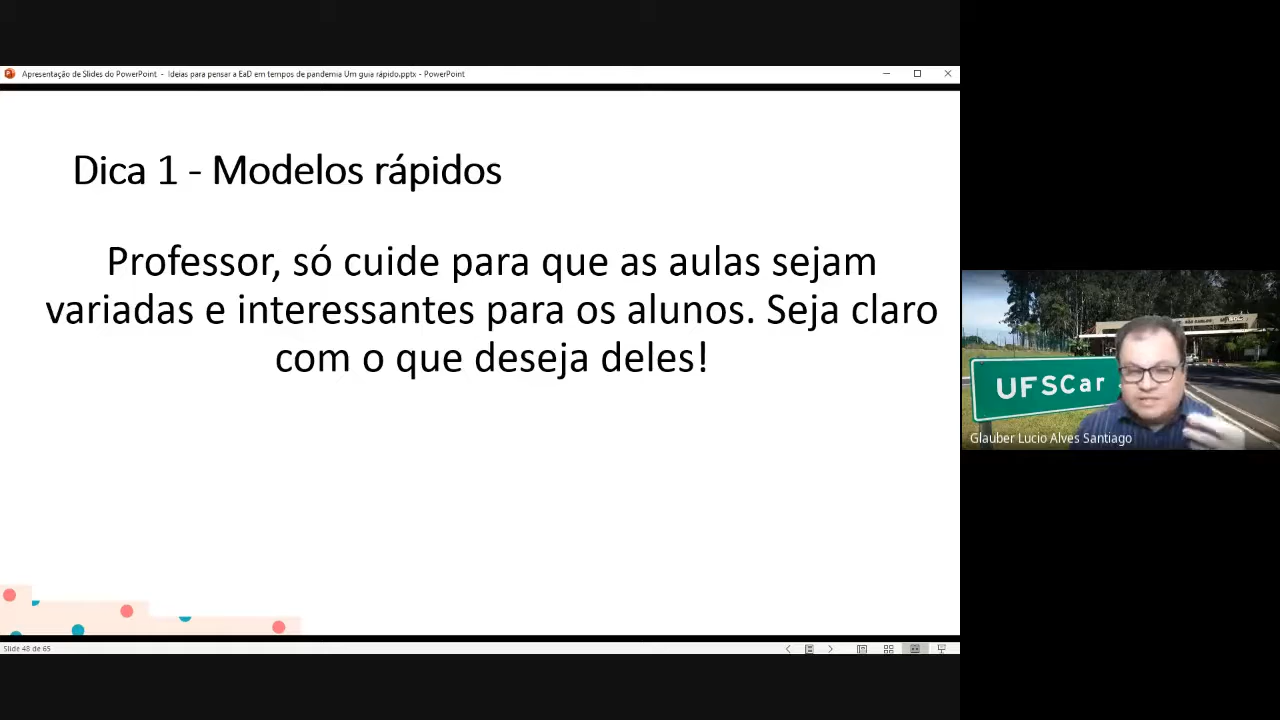 Apresentação de Slides do PowerPoint - Ideias para pensar a EaD em tempos de pandemia Um guia rápido.pptx - PowerPoint
Dica 1 - Modelos rápidos
Professor, só cuide para que as aulas sejam
variadas e interessantes para os alunos. Seja claro
com o que deseja deles!
UFSCar
Glauber Lucio Alves Santiago
Slide 48 de 65